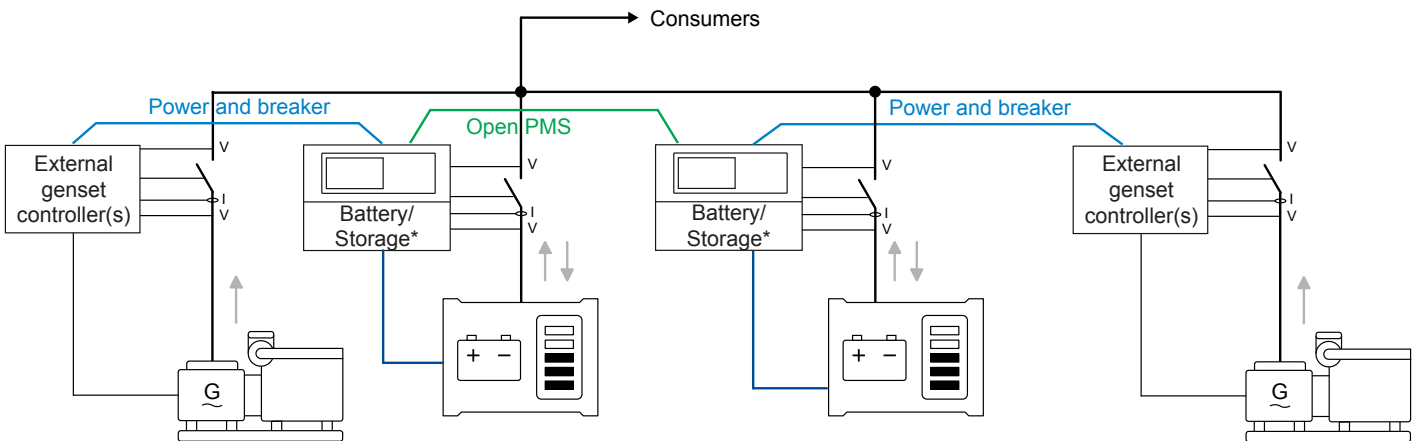 Consumers
Power and breaker
Open PMS
Power and breaker
External
genset
controller(s)
V
I
V
Battery/
Storage*
V
I
V
Battery/
Storage*
V
I
V
External
genset
controller(s)
V
I
V
G
+ −
+ −
G